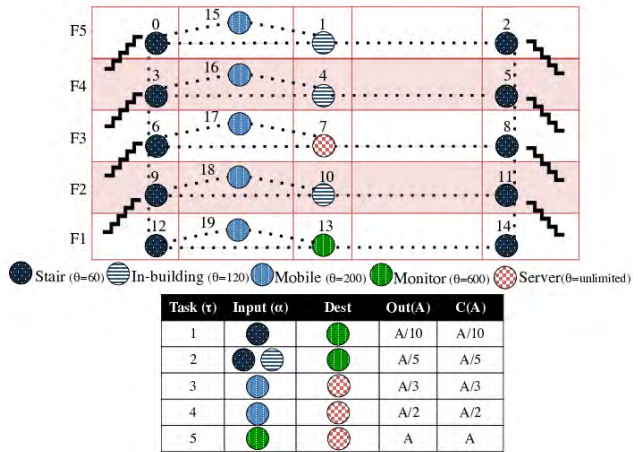 0 15 1 2
F5
3 16 4 5
F4
6 17 7 8
F3
9 18 10 11
F2
12 19 13 14
F1
Stair (θ=60) In-building (θ=120) Mobile (θ=200) Monitor (θ=600) Server(θ=unlimited)
Task (τ) Input (α) Dest Out(A) C(A)
1 A/10 A/10
2 A/5 A/5
3 A/3 A/3
4 A/2 A/2
5 A A